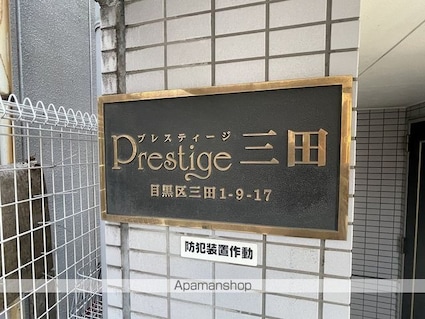 プレスティージ
Prestige 三田
目黒区三田1-9-17
防犯装置作動
Apamanshop